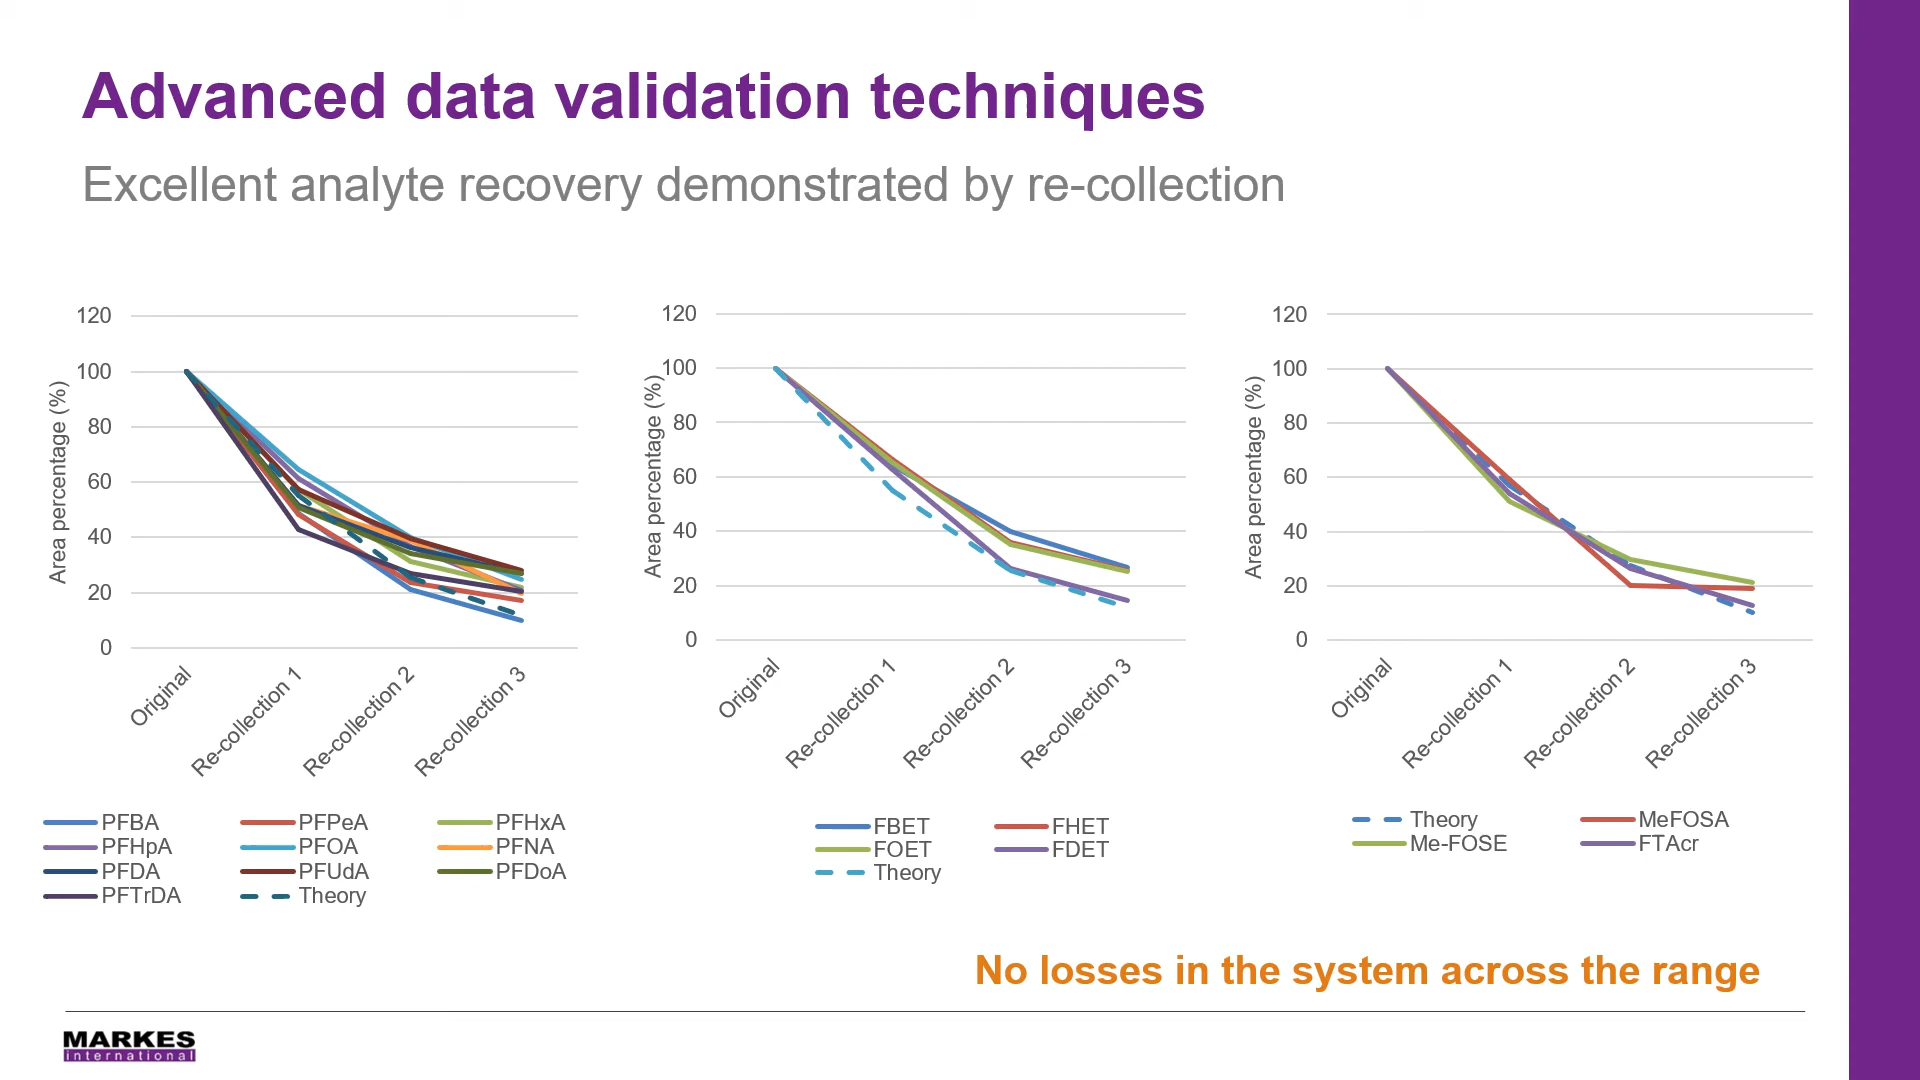 Advanced data validation techniques
Excellent analyte recovery demonstrated by re-collection
Area percentage (%)
120
100
80
60
40
20
0
Original
Re-collection 1
Re-collection 2
Re-collection 3
PFBA
PFPeA
PFHxA
PFHpA
PFOA
PFNA
PFDA
PFUdA
PFDoA
PFTrDA
Theory
Area percentage (%)
120
100
80
60
40
20
0
Original
Re-collection 1
Re-collection 2
Re-collection 3
FBET
FHET
FOET
FDET
Theory
Area percentage (%)
120
100
80
60
40
20
0
Original
Re-collection 1
Re-collection 2
Re-collection 3
Theory
MeFOSA
Me-FOSE
FTAcr
No losses in the system across the range
MARKES
international